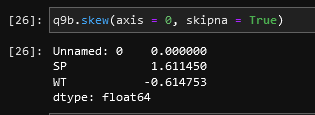 [26]: q9b.skew(axis = 0, skipna = True)
[26]: Unnamed: 0    0.000000
SP            1.611450
WT           -0.614753
dtype: float64